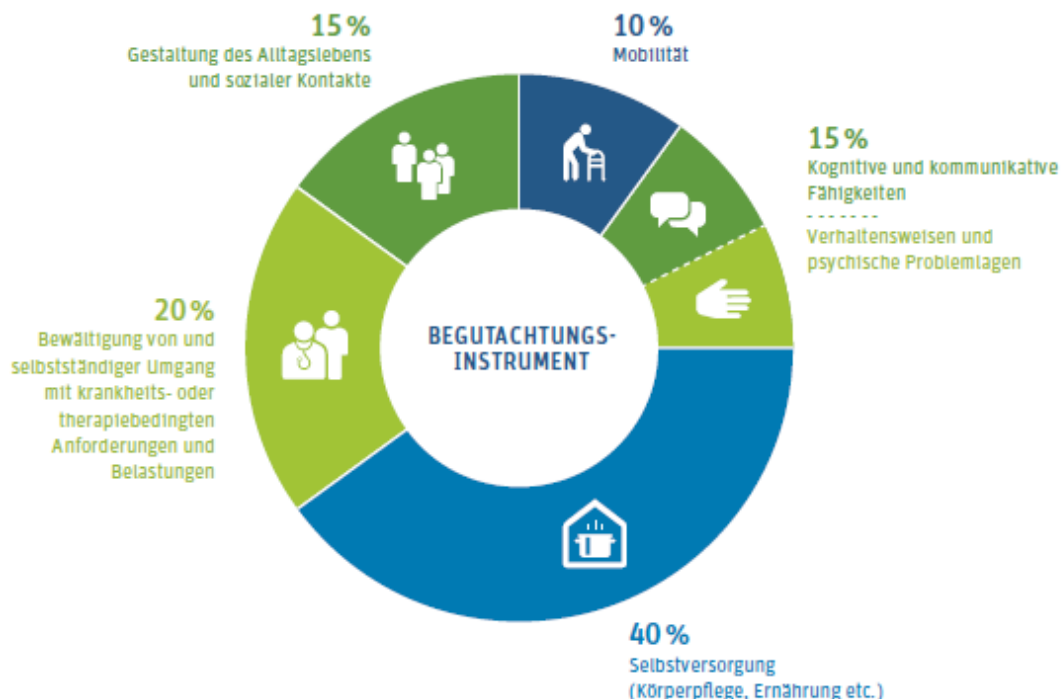 15 %
Gestaltung des Alltagslebens
und sozialer Kontakte
10 %
Mobilität
15 %
Kognitive und kommunikative
Fähigkeiten
-------
Verhaltensweisen und
psychische Problemlagen
20 %
Bewältigung von und
selbstständiger Umgang
mit krankheits- oder
therapiebedingten
Anforderungen und
Belastungen
BEGUTACHTUNGS-
INSTRUMENT
40 %
Selbstversorgung
(Körperpflege, Ernährung etc.)